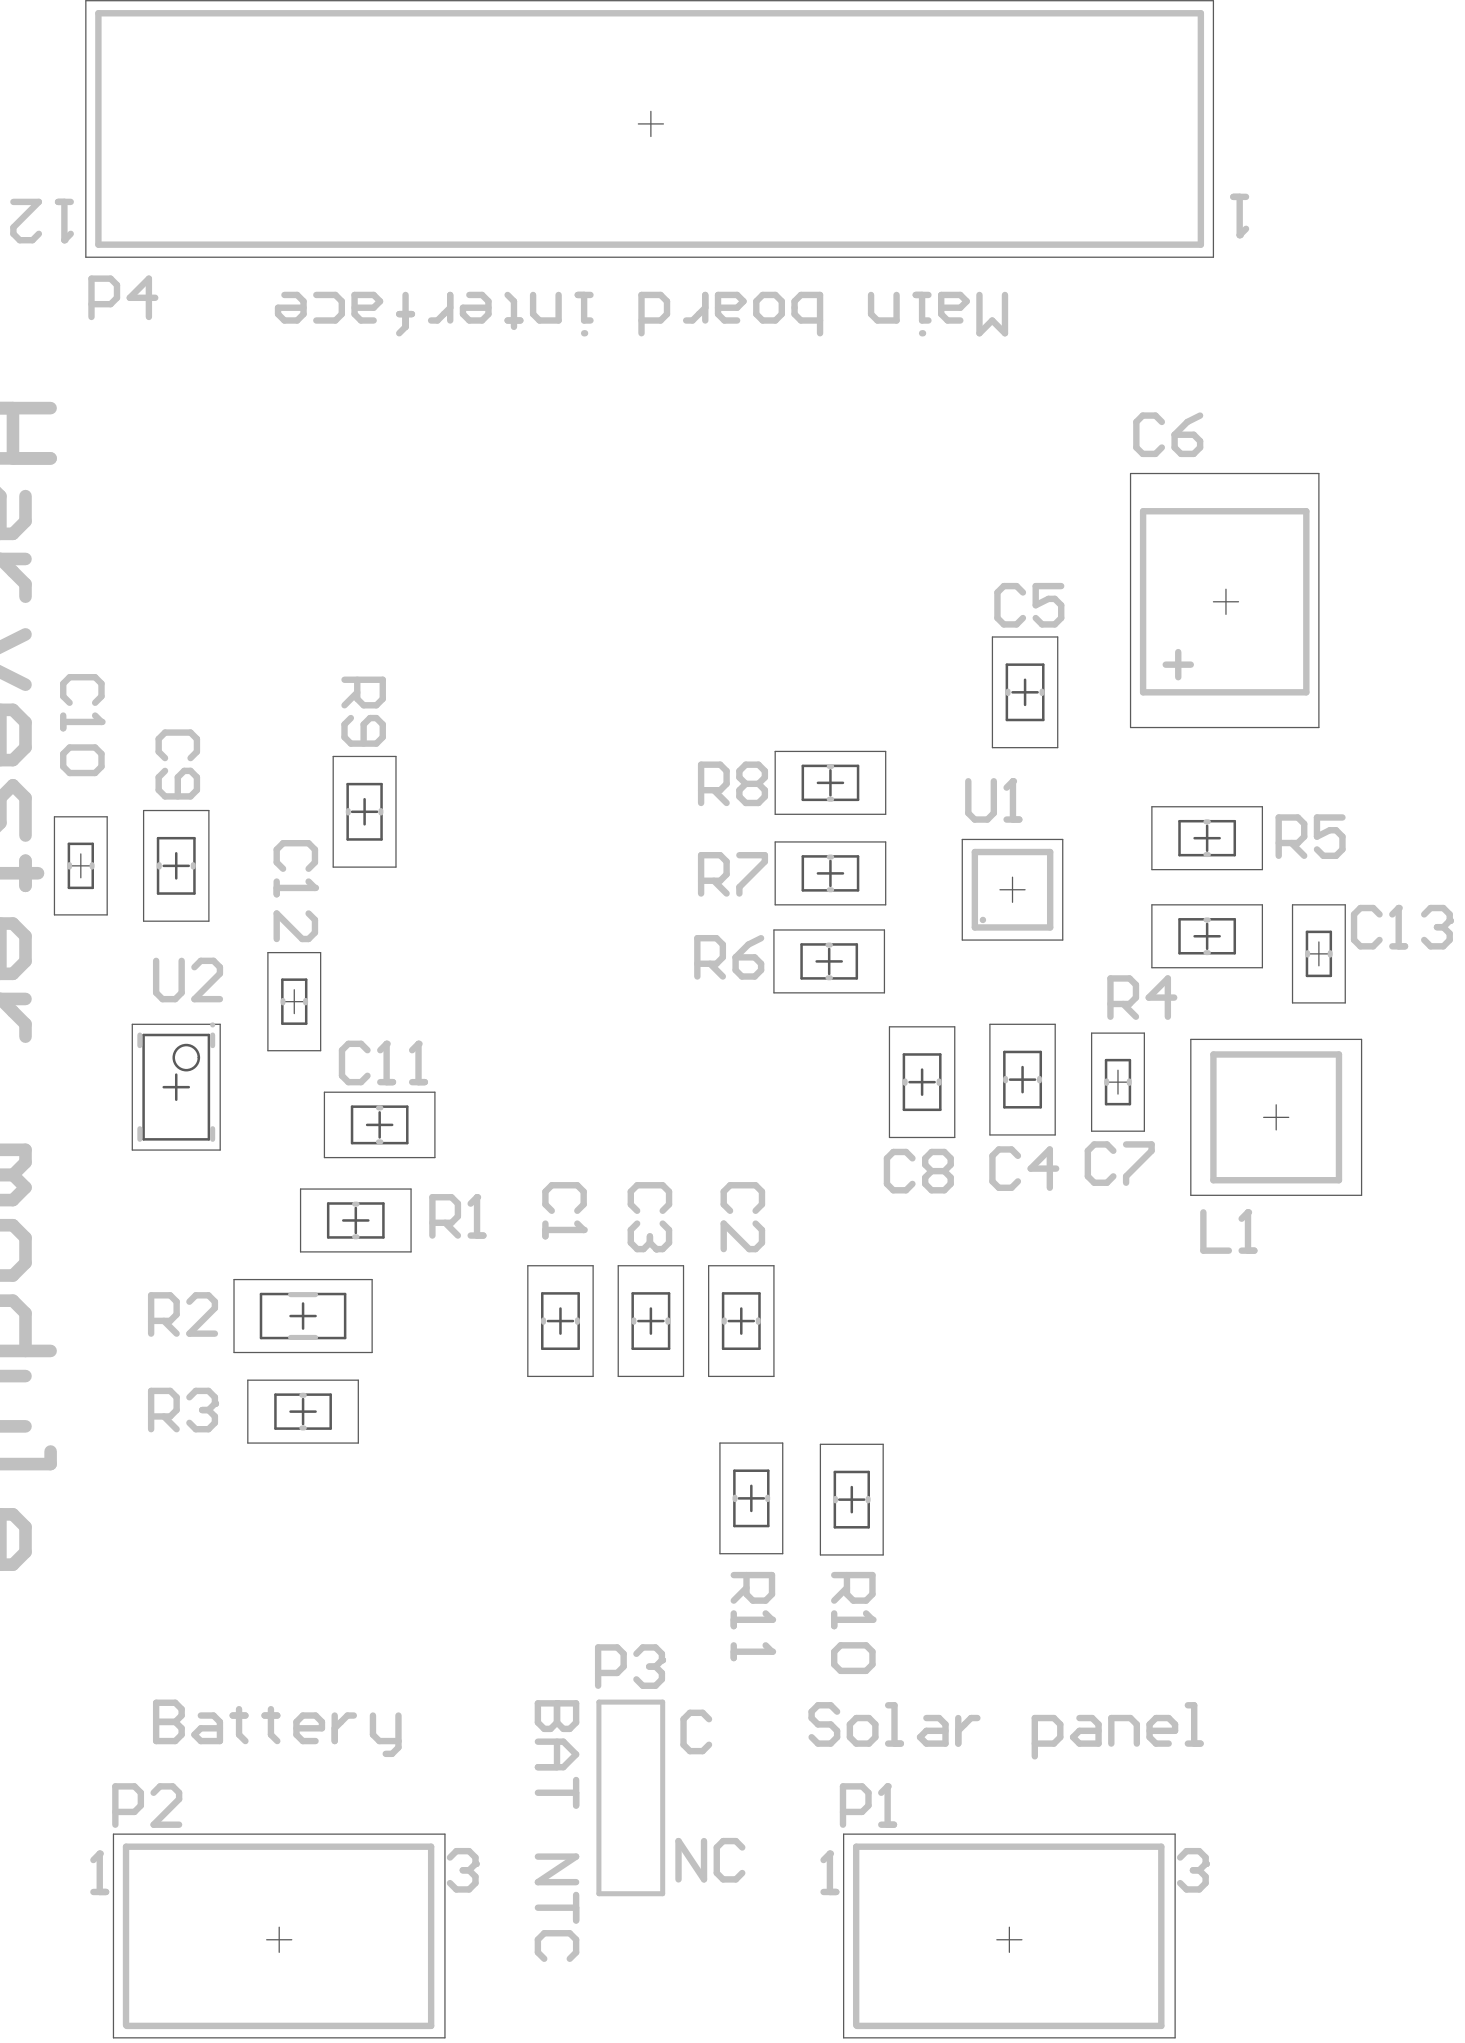 12
1
P4
Main board interface
Harvester Module
C6
C5
C10
C9
R9
R8
U1
R7
R5
C12
C13
R6
U2
R4
C11
C8
C4
C7
R1
C1
C3
C2
L1
R2
R3
R11
R10
P3
Battery
BAT NTC
C
Solar panel
P2
P1
NC
1
3
1
3